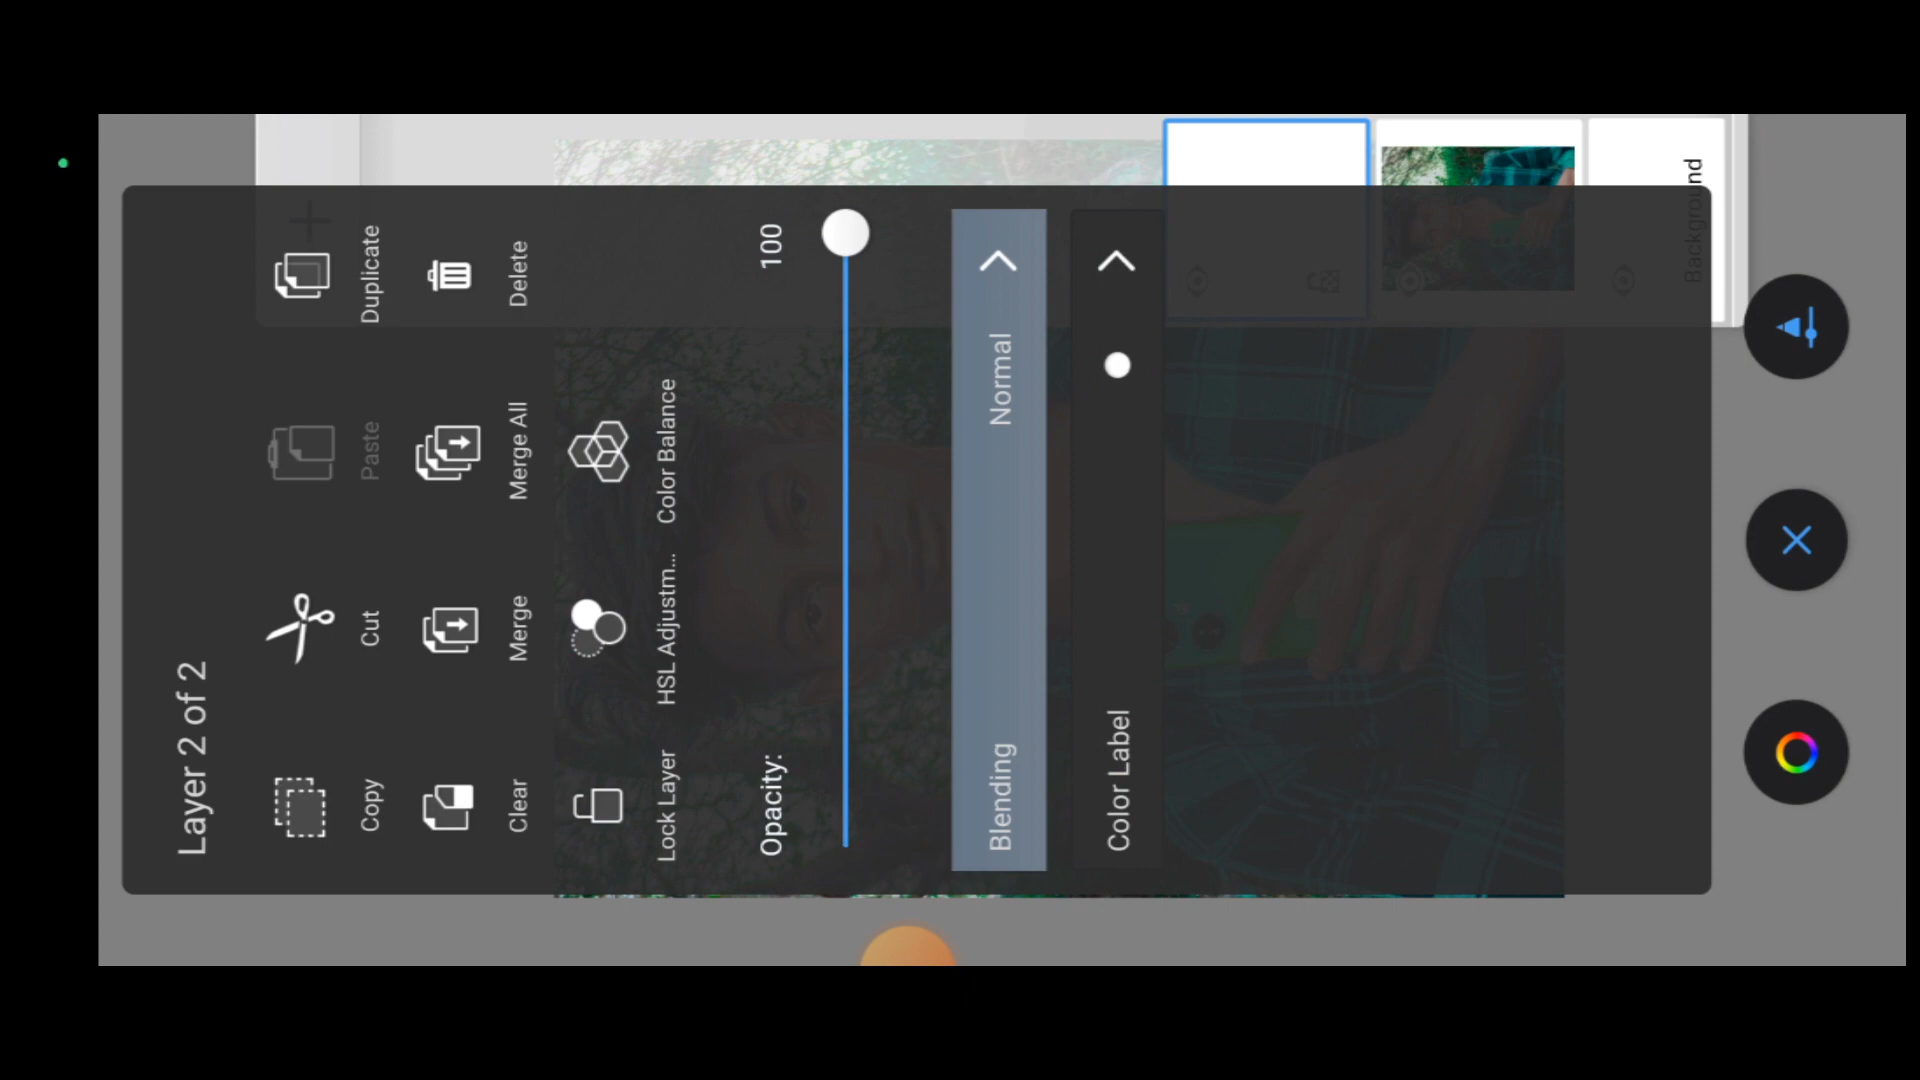 Layer 2 of 2
Copy
Cut
Paste
Duplicate
Clear
Merge
Merge All
Delete
Lock Layer
HSL Adjustm...
Color Balance
Opacity:
100
Blending
Normal
Color Label
Background